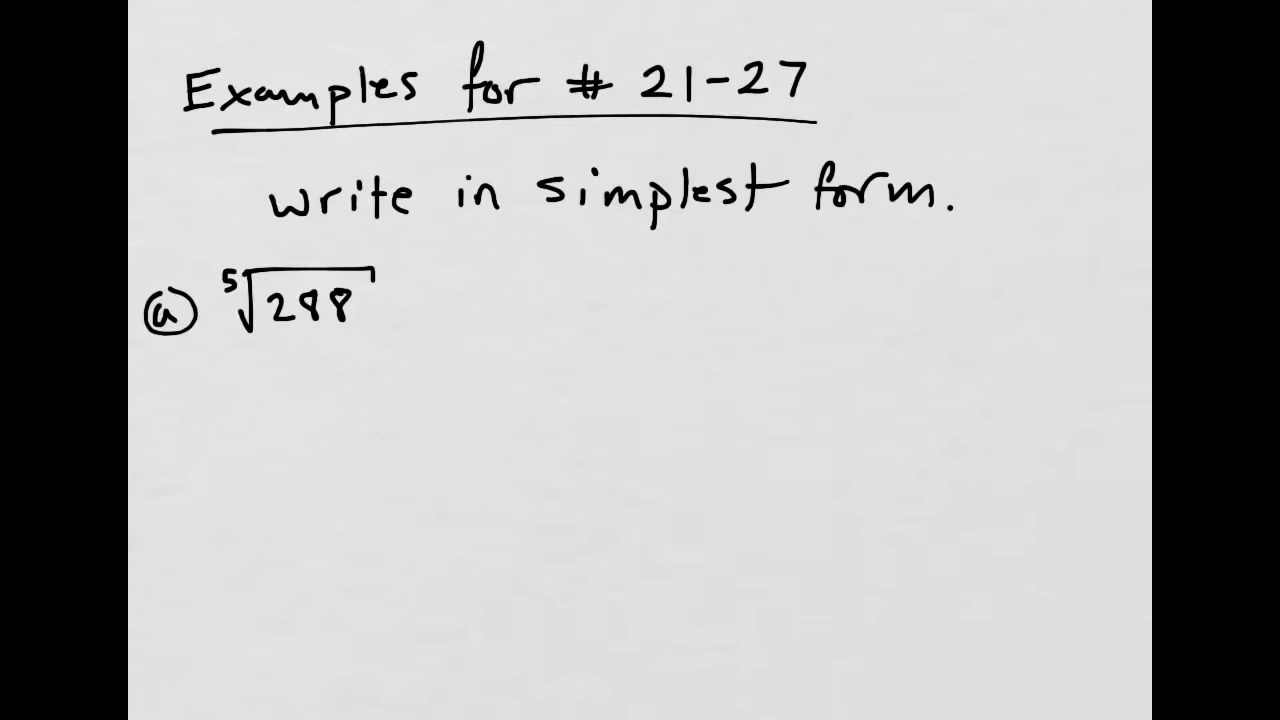 Examples for # 21-27
write in simplest form.
a ⁵√288